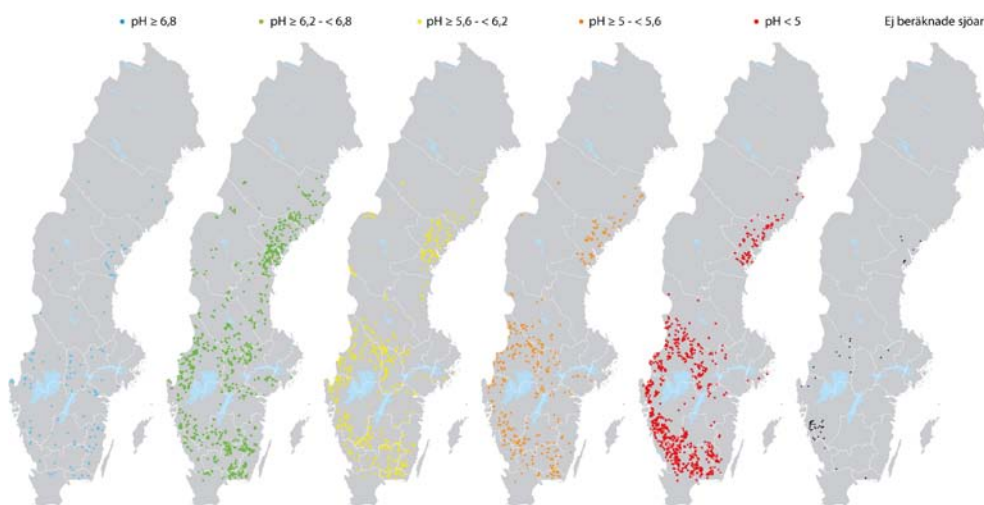 pH ≥ 6,8
pH ≥ 6,2 - < 6,8
pH ≥ 5,6 - < 6,2
pH ≥ 5 - < 5,6
pH < 5
Ej beräknade sjöar